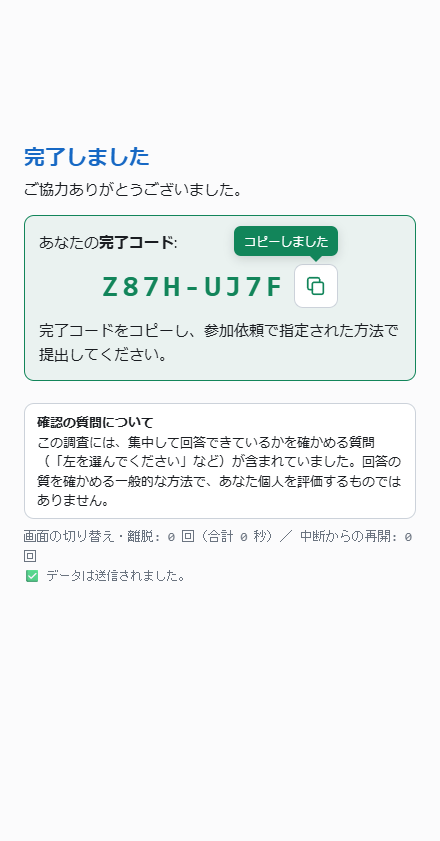 完了しました
ご協力ありがとうございました。
あなたの完了コード:
コピーしました
Z87H-UJ7F
完了コードをコピーし、参加依頼で指定された方法で
提出してください。
確認の質問について
この調査には、集中して回答できているかを確かめる質問
（「左を選んでください」など）が含まれていました。回答の
質を確かめる一般的な方法で、あなた個人を評価するものでは
ありません。
画面の切り替え・離脱: 0 回（合計 0 秒）／ 中断からの再開: 0
回
✅ データは送信されました。